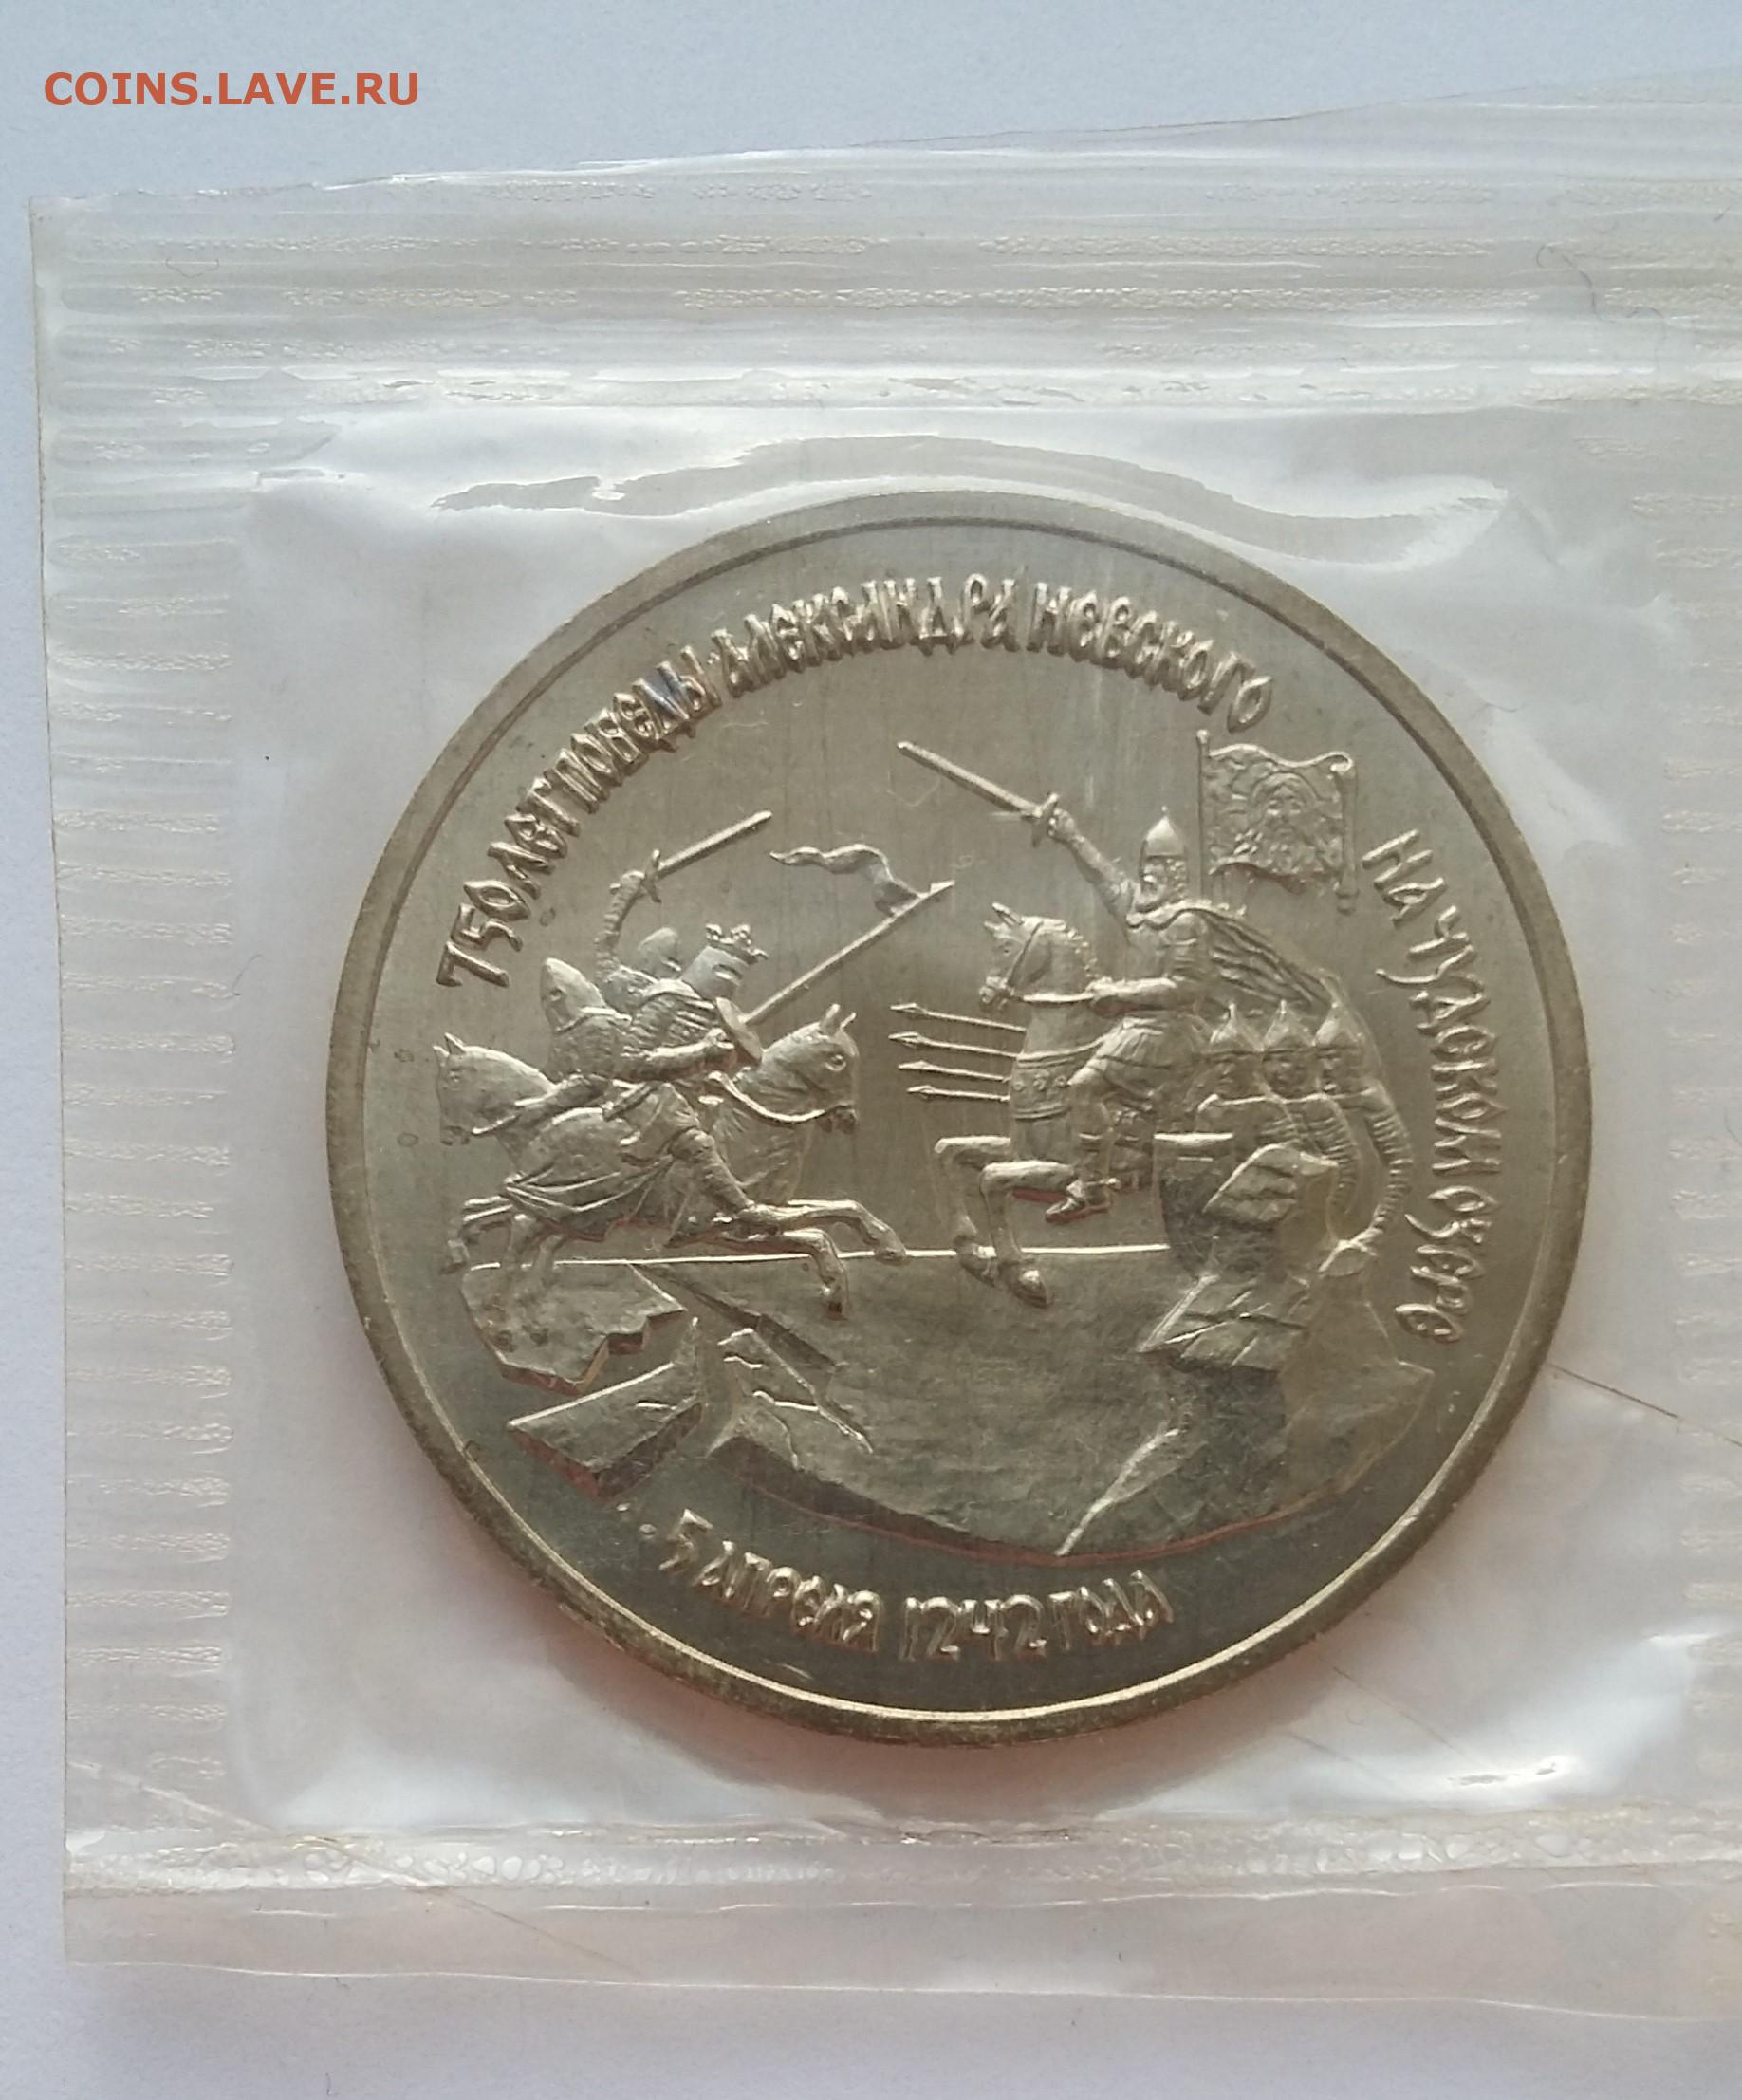 COINS.LAVE.RU
750 ЛЕТ ПОБЕДЫ АЛЕКСАНДРА НЕВСКОГО
НА ЧУДСКОМ ОЗЕРЕ
5 АПРЕЛЯ 1242 ГОДА